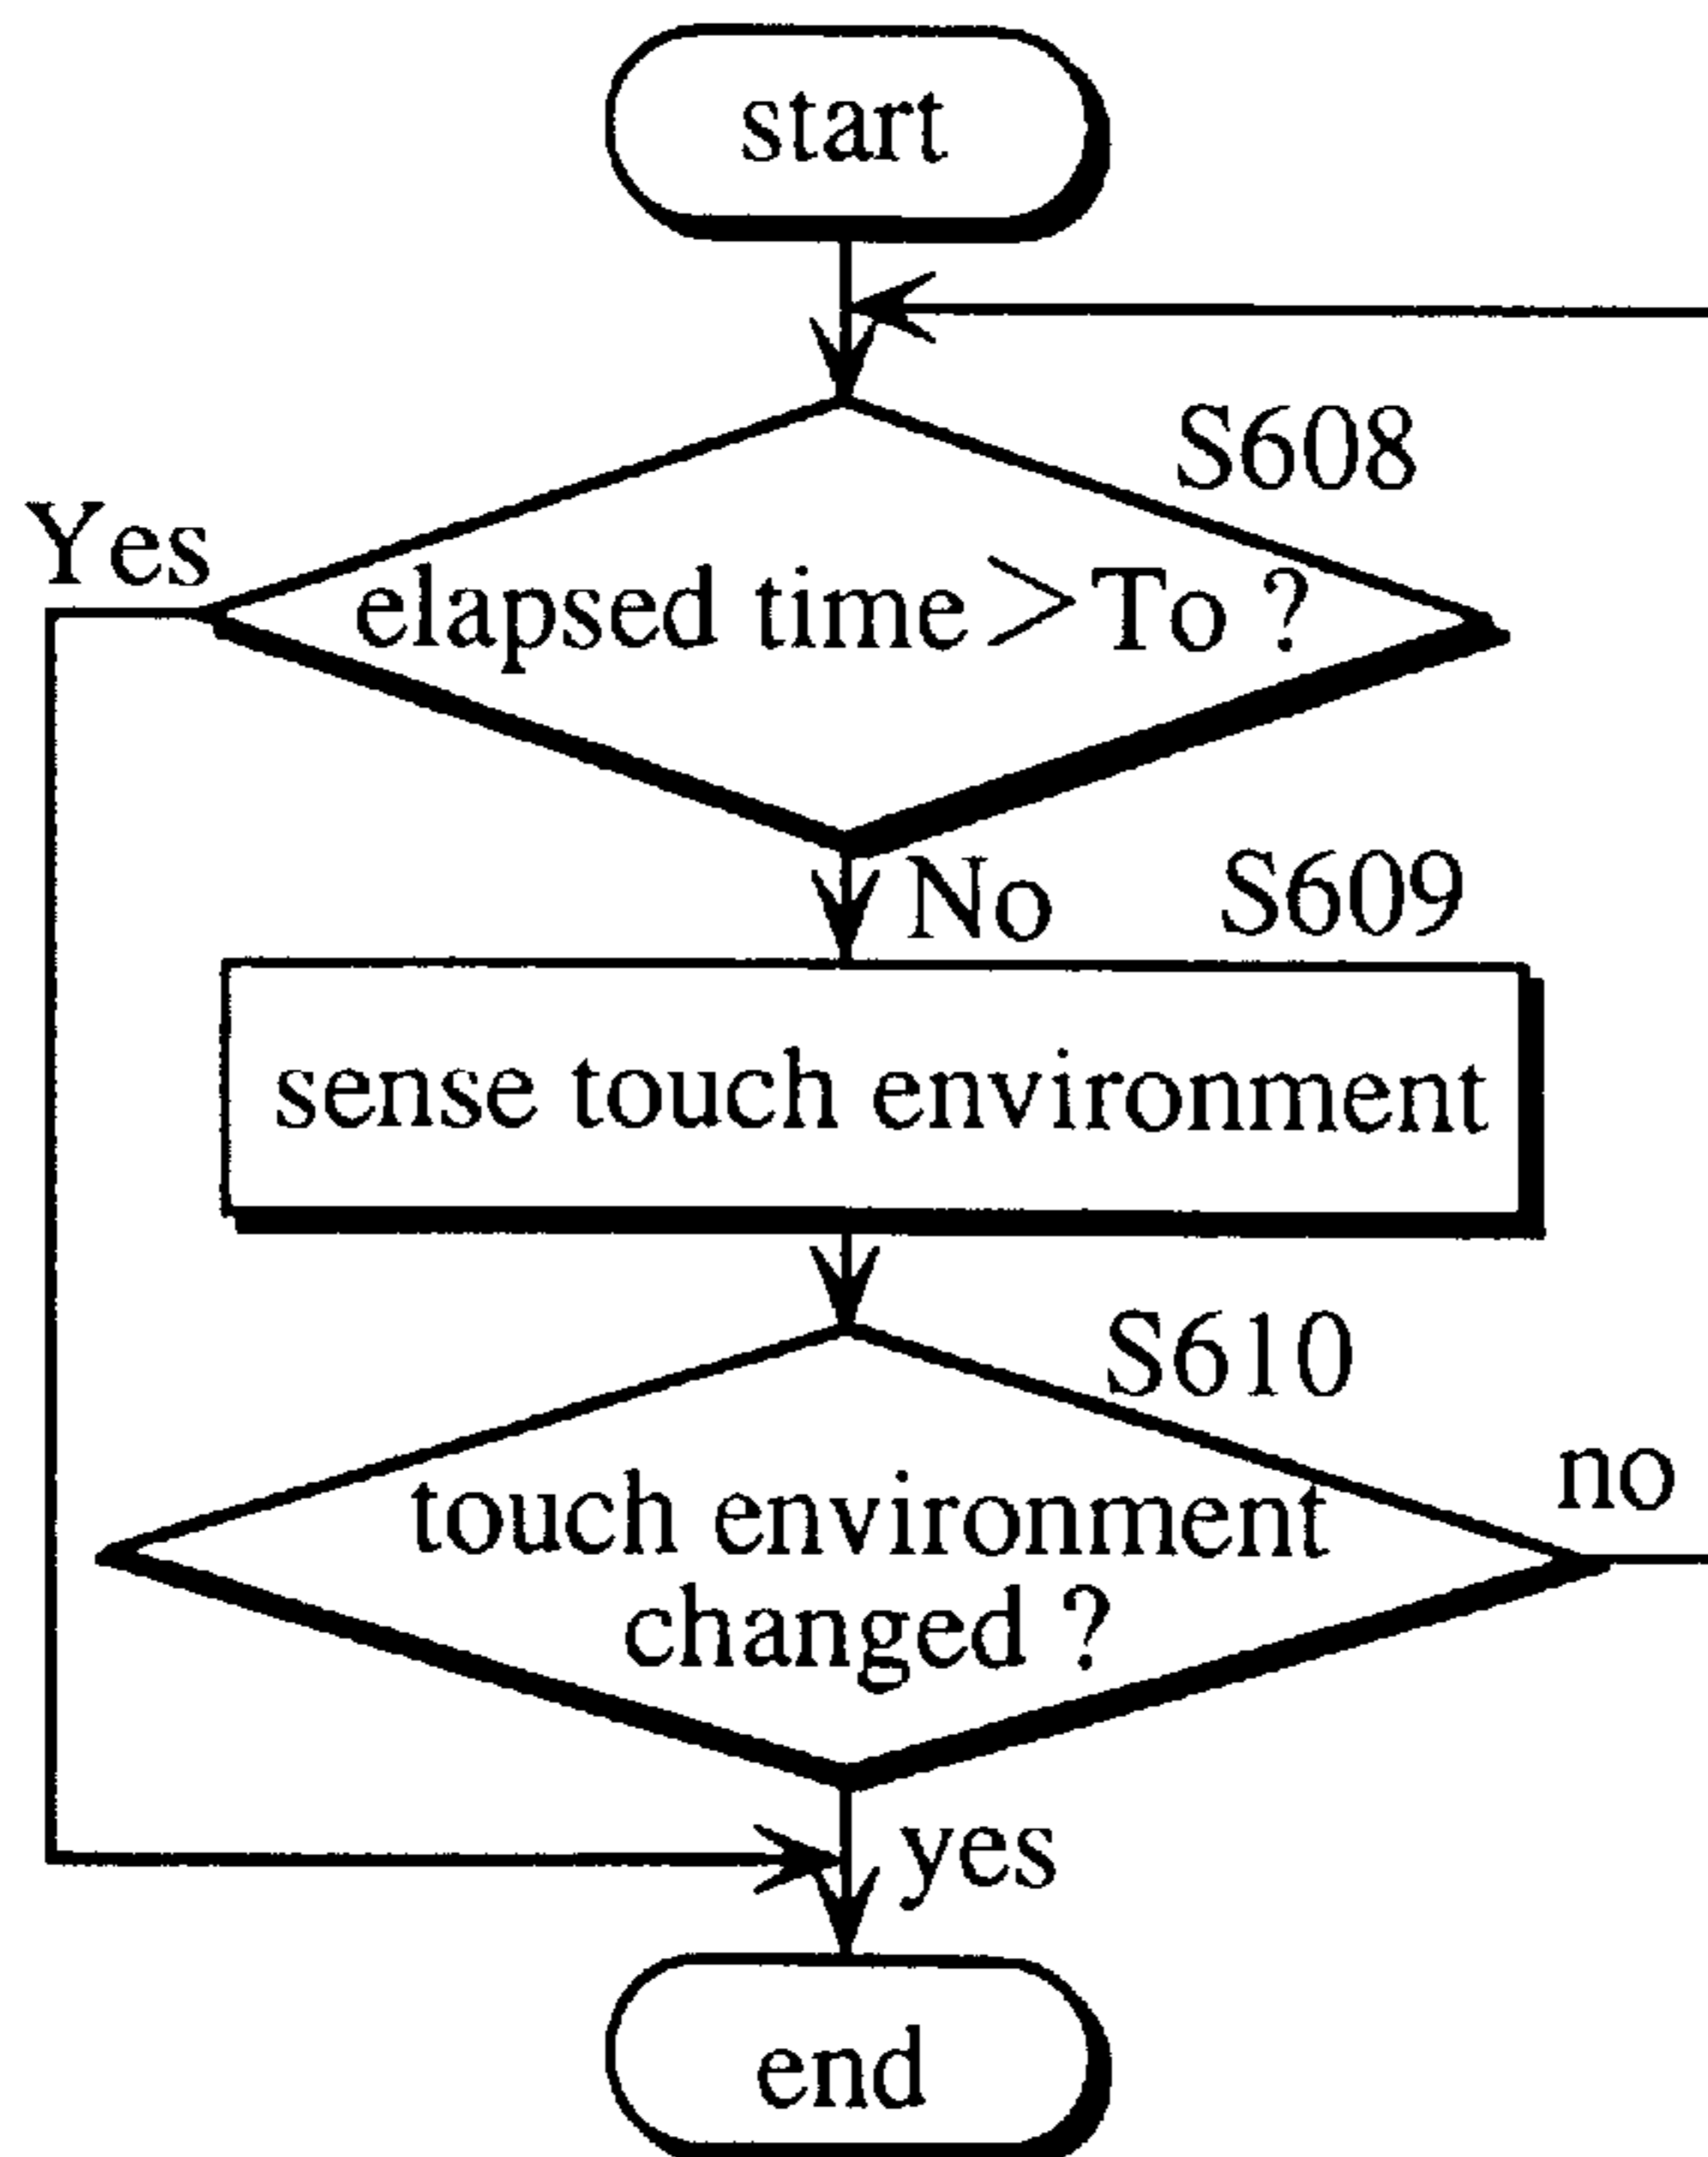 start
S608
Yes
elapsed time > To ?
No
S609
sense touch environment
S610
no
touch environment
changed ?
yes
end